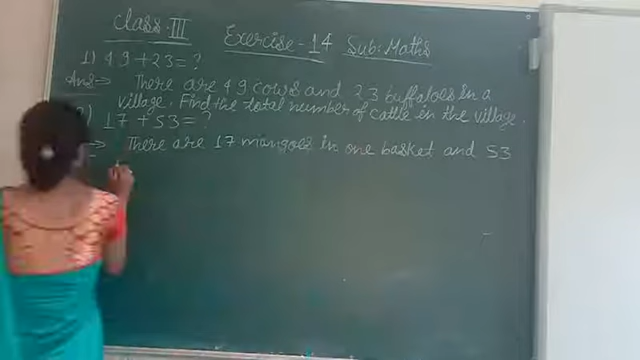 Class III Exercise-14 Sub: Maths
1) 49+23=?
Ans⇒ There are 49 cows and 23 buffaloes in a
village. Find the total number of cattle in the village.
2) 17+53=?
⇒ There are 17 mangoes in one basket and 53